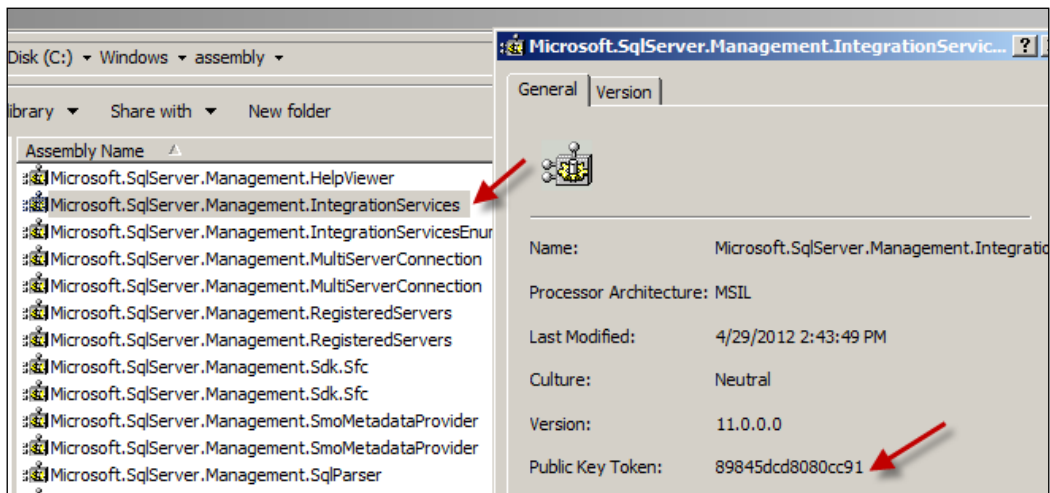 Disk (C:) Windows assembly
library Share with New folder
Assembly Name
Microsoft.SqlServer.Management.HelpViewer
Microsoft.SqlServer.Management.IntegrationServices
Microsoft.SqlServer.Management.IntegrationServicesEnur
Microsoft.SqlServer.Management.MultiServerConnection
Microsoft.SqlServer.Management.MultiServerConnection
Microsoft.SqlServer.Management.RegisteredServers
Microsoft.SqlServer.Management.RegisteredServers
Microsoft.SqlServer.Management.Sdk.Sfc
Microsoft.SqlServer.Management.Sdk.Sfc
Microsoft.SqlServer.Management.SmoMetadataProvider
Microsoft.SqlServer.Management.SmoMetadataProvider
Microsoft.SqlServer.Management.SqlParser
Microsoft.SqlServer.Management.IntegrationServic... ?
General Version
Name: Microsoft.SqlServer.Management.Integratio
Processor Architecture: MSIL
Last Modified: 4/29/2012 2:43:49 PM
Culture: Neutral
Version: 11.0.0.0
Public Key Token: 89845dcd8080cc91